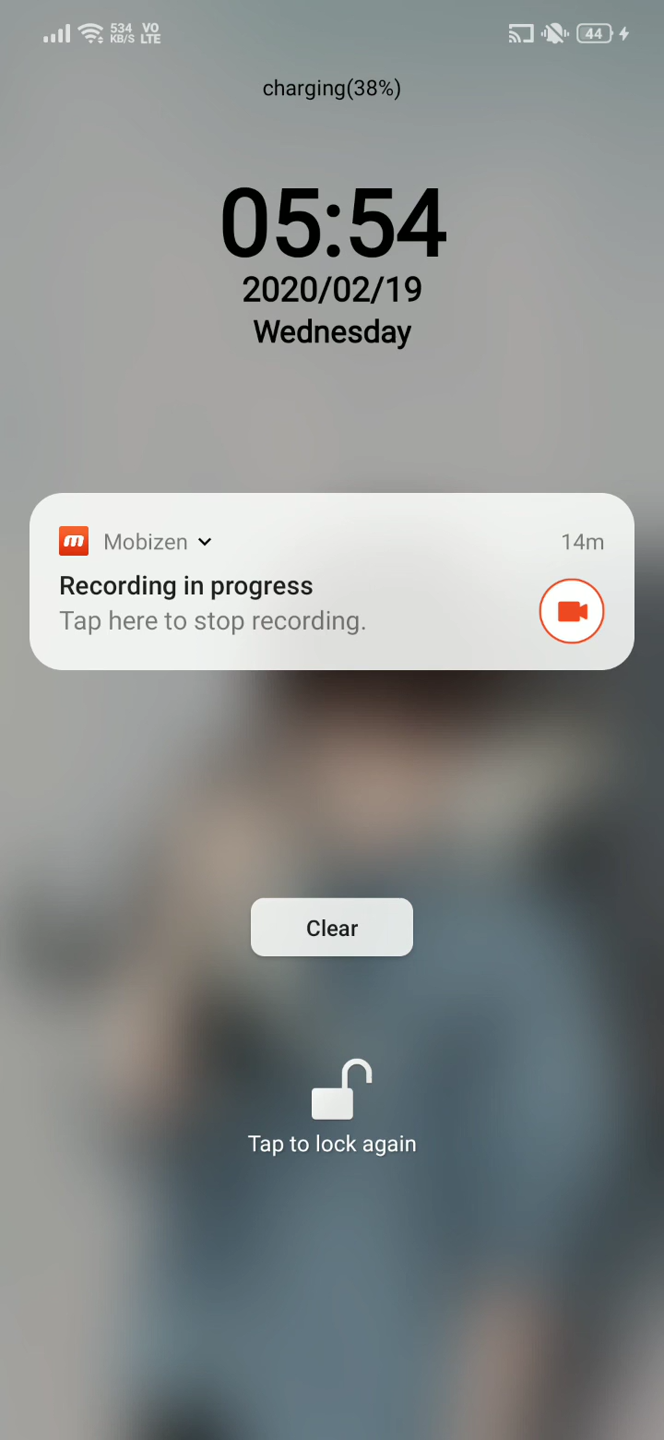 534 KB/S VO LTE 44
charging(38%)
05:54
2020/02/19
Wednesday
m Mobizen 14m
Recording in progress
Tap here to stop recording.
Clear
Tap to lock again